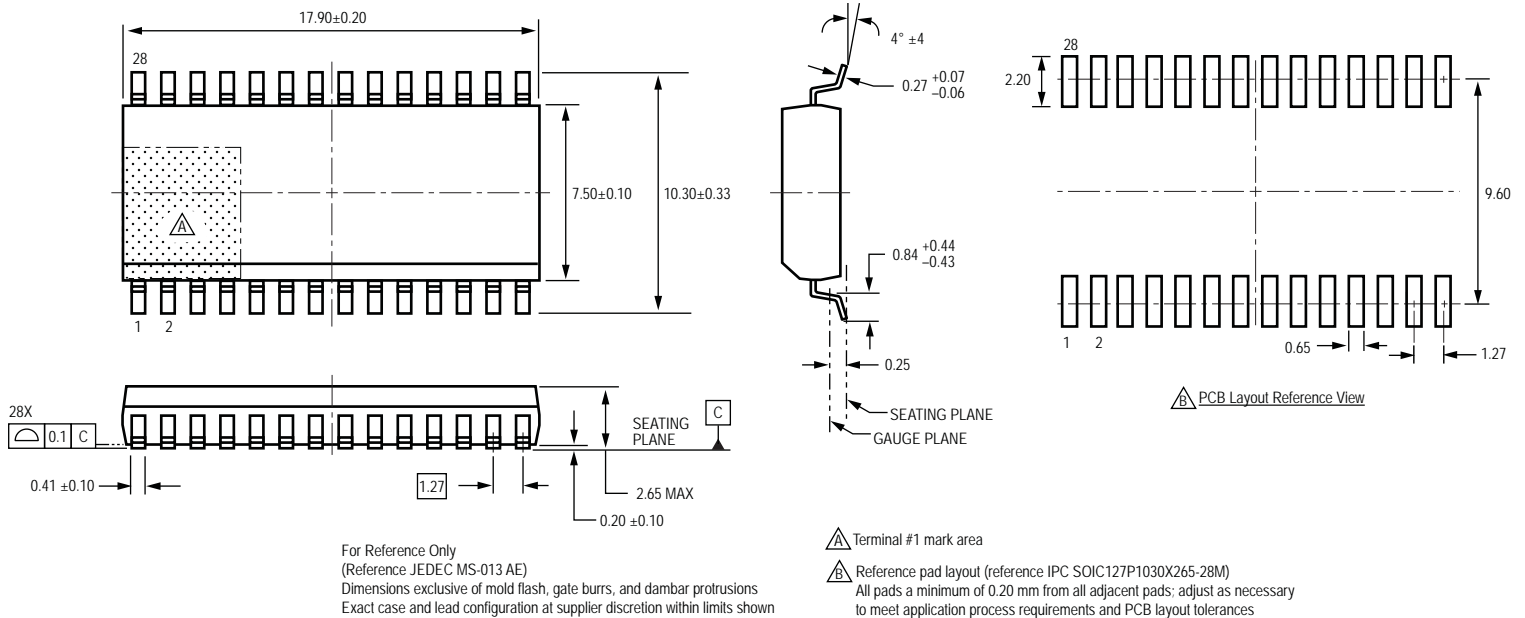 17.90±0.20
28
7.50±0.10
10.30±0.33
A
1 2
4° ±4
0.27 +0.07 –0.06
0.84 +0.44 –0.43
0.25
SEATING PLANE
GAUGE PLANE
28
2.20
9.60
1 2
0.65
1.27
B PCB Layout Reference View
28X
0.1 C
SEATING
PLANE
C
0.41 ±0.10
1.27
2.65 MAX
0.20 ±0.10
For Reference Only
(Reference JEDEC MS-013 AE)
Dimensions exclusive of mold flash, gate burrs, and dambar protrusions
Exact case and lead configuration at supplier discretion within limits shown
A Terminal #1 mark area
B Reference pad layout (reference IPC SOIC127P1030X265-28M)
All pads a minimum of 0.20 mm from all adjacent pads; adjust as necessary
to meet application process requirements and PCB layout tolerances